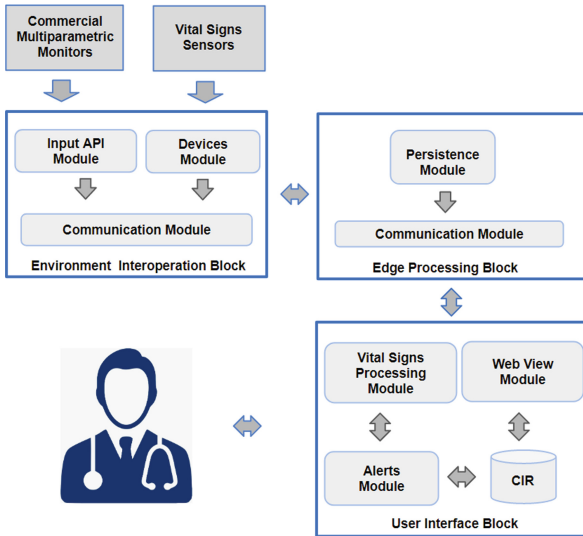 Commercial
Multiparametric
Monitors
Vital Signs
Sensors
Input API
Module
Devices
Module
Communication Module
Environment Interoperation Block
Persistence
Module
Communication Module
Edge Processing Block
Vital Signs
Processing
Module
Web View
Module
Alerts
Module
CIR
User Interface Block